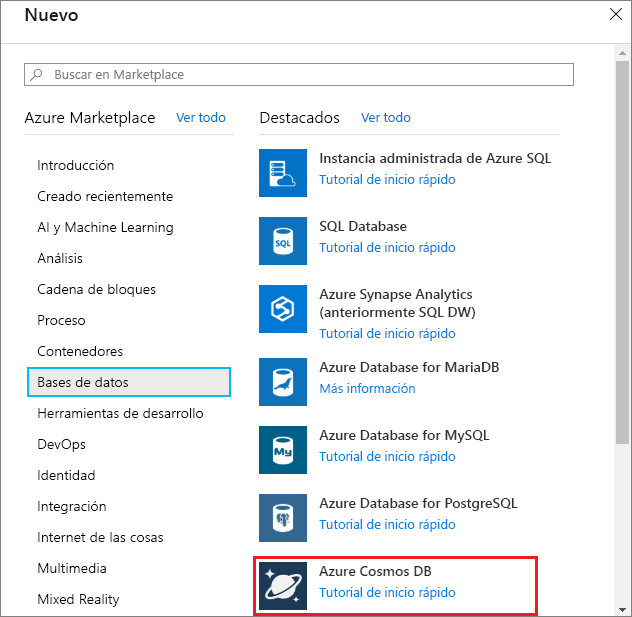 Nuevo
Buscar en Marketplace
Azure Marketplace
Ver todo
Introducción
Creado recientemente
AI y Machine Learning
Análisis
Cadena de bloques
Proceso
Contenedores
Bases de datos
Herramientas de desarrollo
DevOps
Identidad
Integración
Internet de las cosas
Multimedia
Mixed Reality
Destacados
Ver todo
Instancia administrada de Azure SQL
Tutorial de inicio rápido
SQL
SQL Database
Tutorial de inicio rápido
Azure Synapse Analytics
(anteriormente SQL DW)
Tutorial de inicio rápido
Azure Database for MariaDB
Más información
My
Azure Database for MySQL
Tutorial de inicio rápido
Azure Database for PostgreSQL
Tutorial de inicio rápido
Azure Cosmos DB
Tutorial de inicio rápido